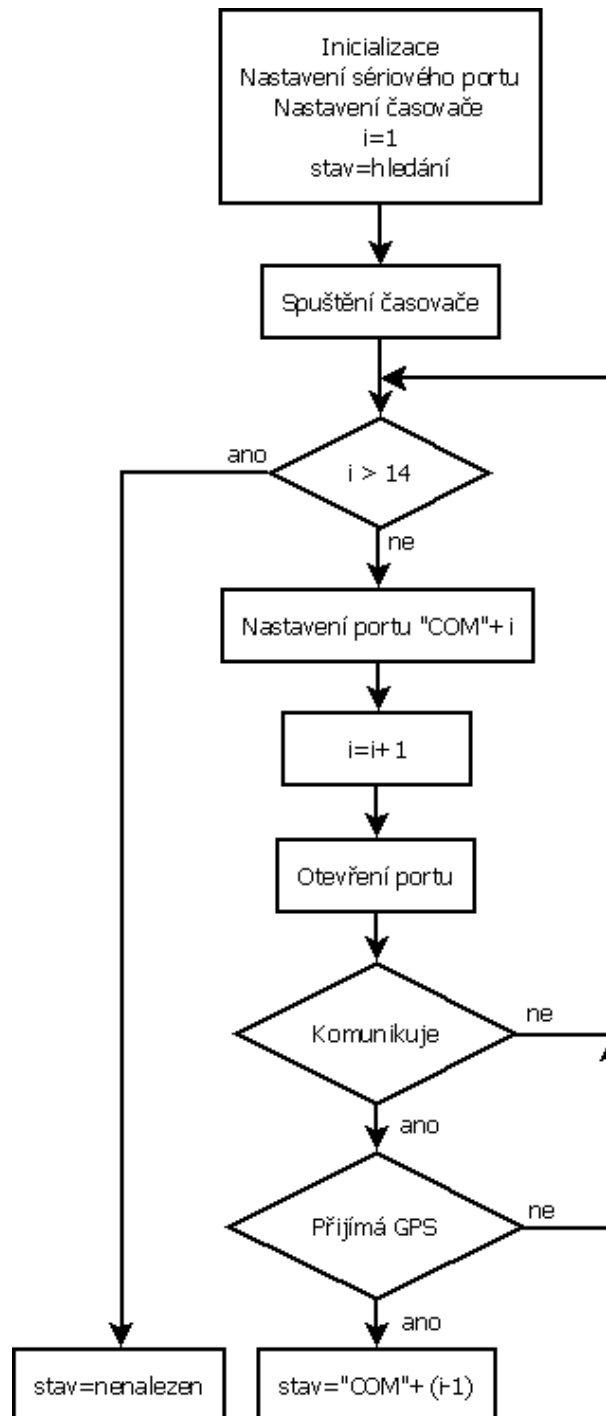 Inicializace
Nastavení sériového portu
Nastavení časovače
i=1
stav=hledání
Spuštění časovače
ano
i > 14
ne
Nastavení portu "COM"+ i
i=i+1
Otevření portu
Komunikuje
ne
ano
Přijímá GPS
ne
ano
stav=nenalezen
stav="COM"+ (i-1)